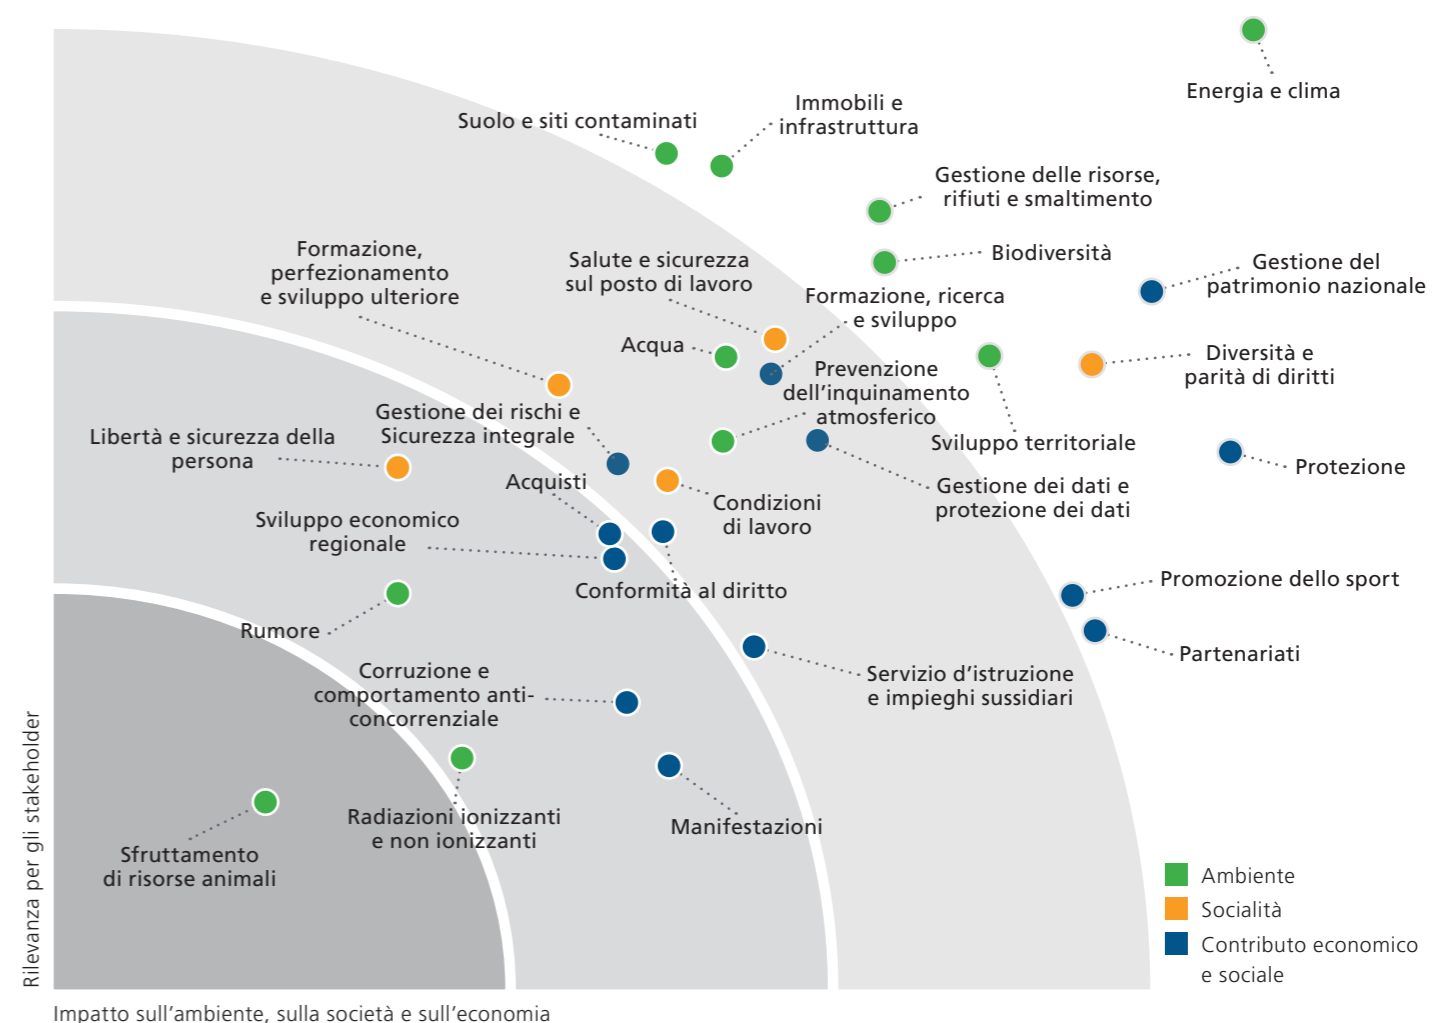 Energia e clima
Immobili e
infrastruttura
Suolo e siti contaminati
Gestione delle risorse,
rifiuti e smaltimento
Biodiversità
Formazione,
perfezionamento
e sviluppo ulteriore
Salute e sicurezza
sul posto di lavoro
Gestione del
patrimonio nazionale
Formazione, ricerca
e sviluppo
Acqua
Diversità e
parità di diritti
Prevenzione
dell’inquinamento
atmosferico
Gestione dei rischi e
Sicurezza integrale
Libertà e sicurezza della
persona
Sviluppo territoriale
Protezione
Acquisti
Gestione dei dati e
protezione dei dati
Condizioni
di lavoro
Sviluppo economico
regionale
Conformità al diritto
Promozione dello sport
Rumore
Partenariati
Corruzione e
comportamento anti-
concorrenziale
Servizio d’istruzione
e impieghi sussidiari
Radiazioni ionizzanti
e non ionizzanti
Manifestazioni
Sfruttamento
di risorse animali
Rilevanza per gli stakeholder
Ambiente
Socialità
Contributo economico
e sociale
Impatto sull’ambiente, sulla società e sull’economia